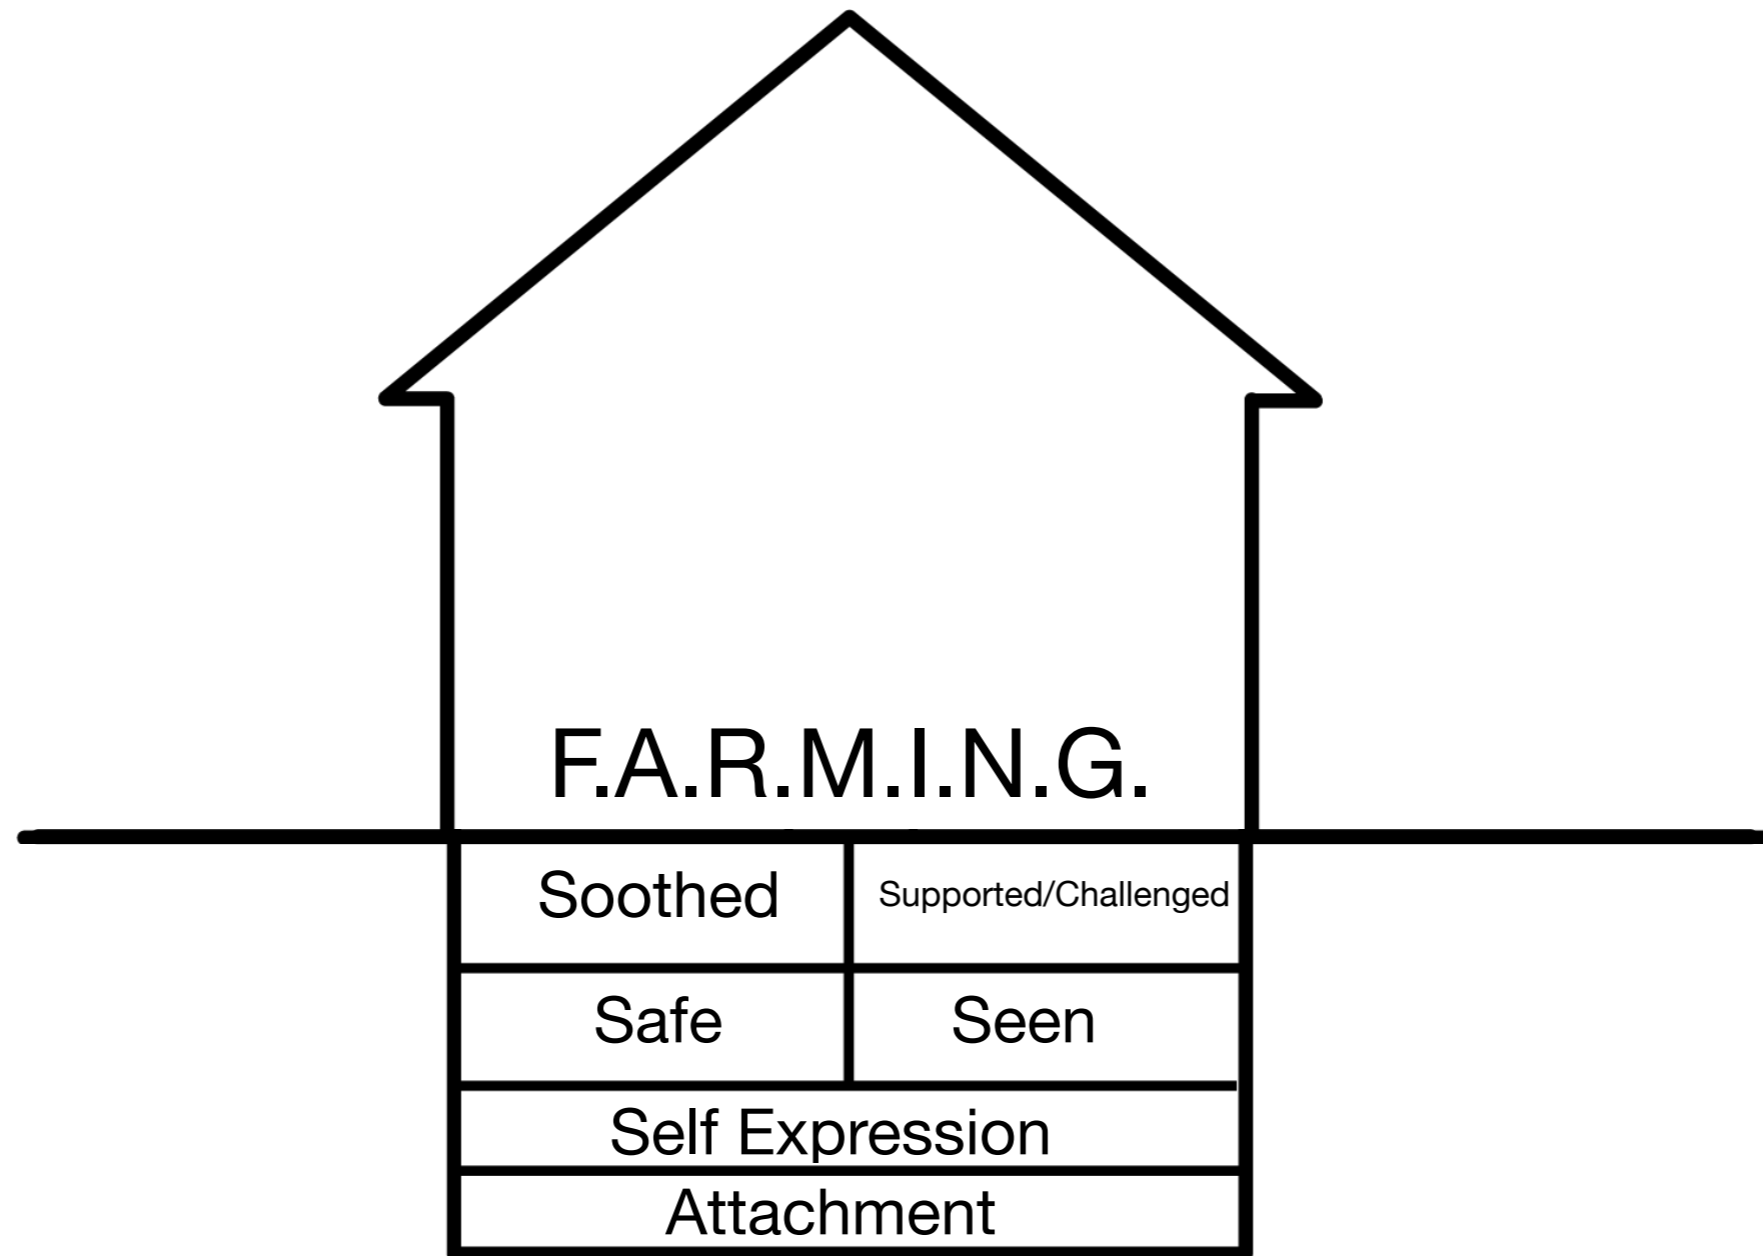 F.A.R.M.I.N.G.
Soothed
Supported/Challenged
Safe
Seen
Self Expression
Attachment